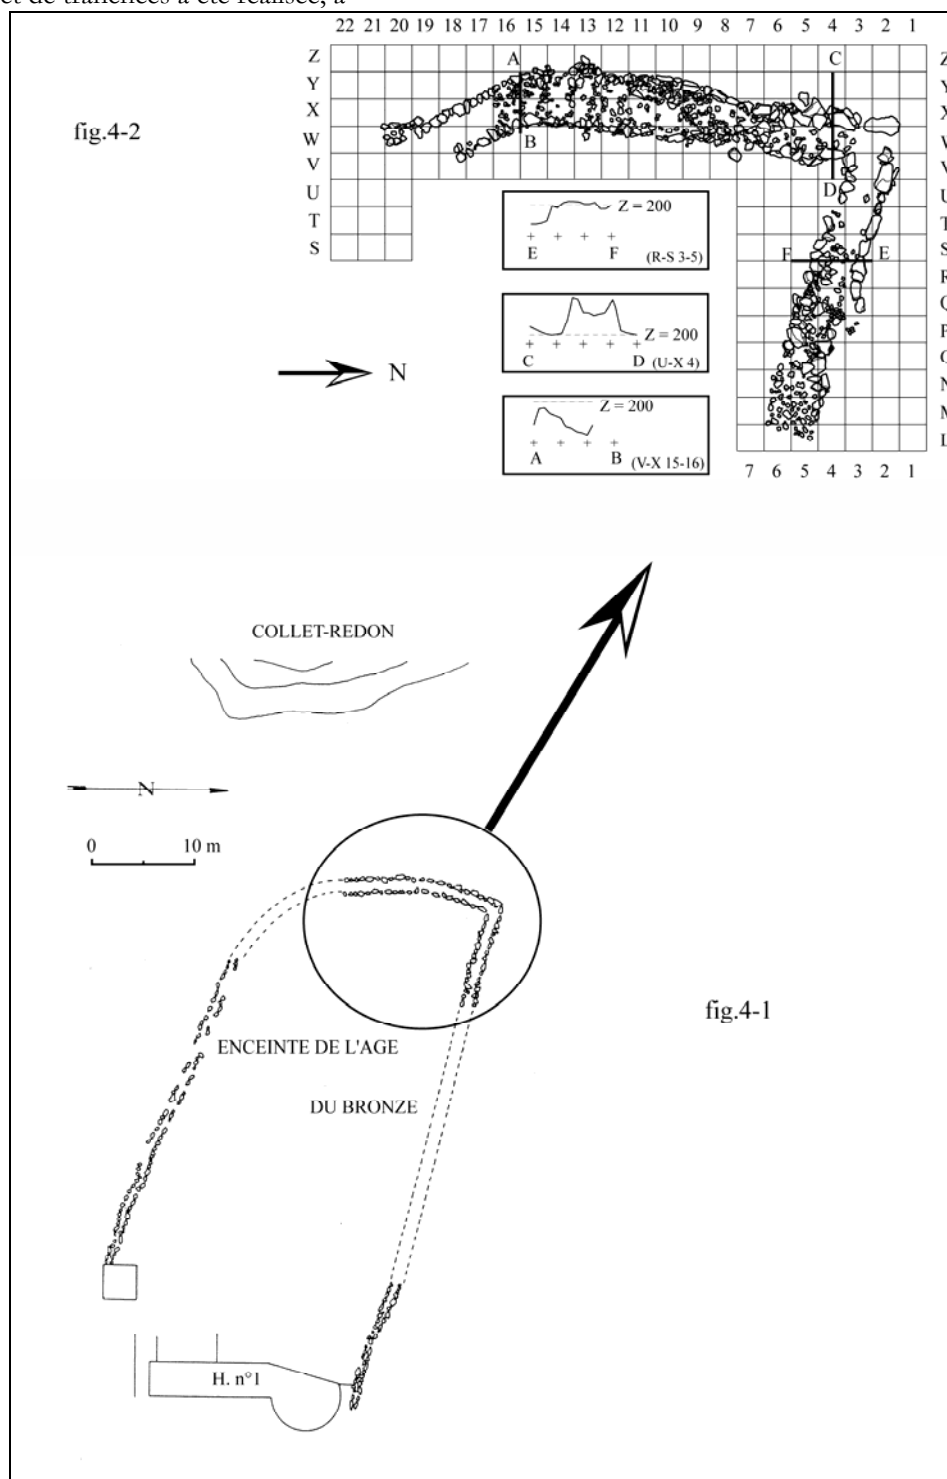 et de tranchées a été réalisée, à
22 21 20 19 18 17 16 15 14 13 12 11 10 9 8 7 6 5 4 3 2 1
Z A C Z
Y Y
X X
fig.4-2
W B
V V
U D U
T T
S S
Z = 200
E F (R-S 3-5)
F E
R
Q
P
Z = 200
C D (U-X 4)
N
N
M
L
Z = 200
A B (V-X 15-16)
7 6 5 4 3 2 1
COLLET-REDON
N
0 10 m
fig.4-1
ENCEINTE DE L'AGE
DU BRONZE
H. n°1